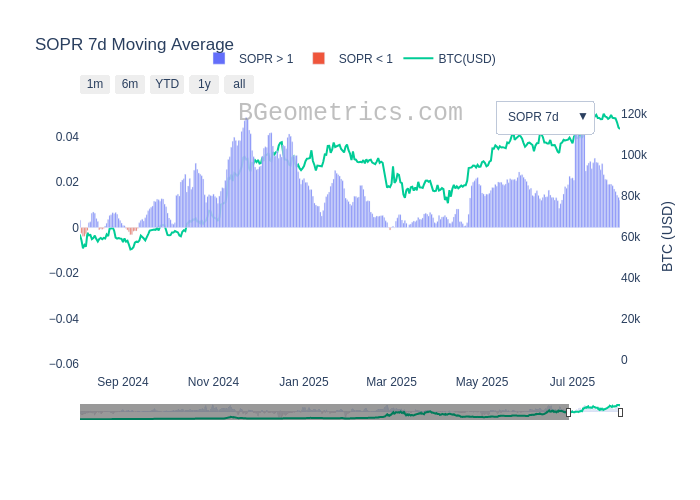 SOPR 7d Moving Average
SOPR > 1
SOPR < 1
BTC(USD)
1m
6m
YTD
1y
all
BGeometrics.com
SOPR 7d
▼
0.04
0.02
0
−0.02
−0.04
−0.06
120k
100k
80k
60k
40k
20k
0
BTC (USD)
Sep 2024
Nov 2024
Jan 2025
Mar 2025
May 2025
Jul 2025